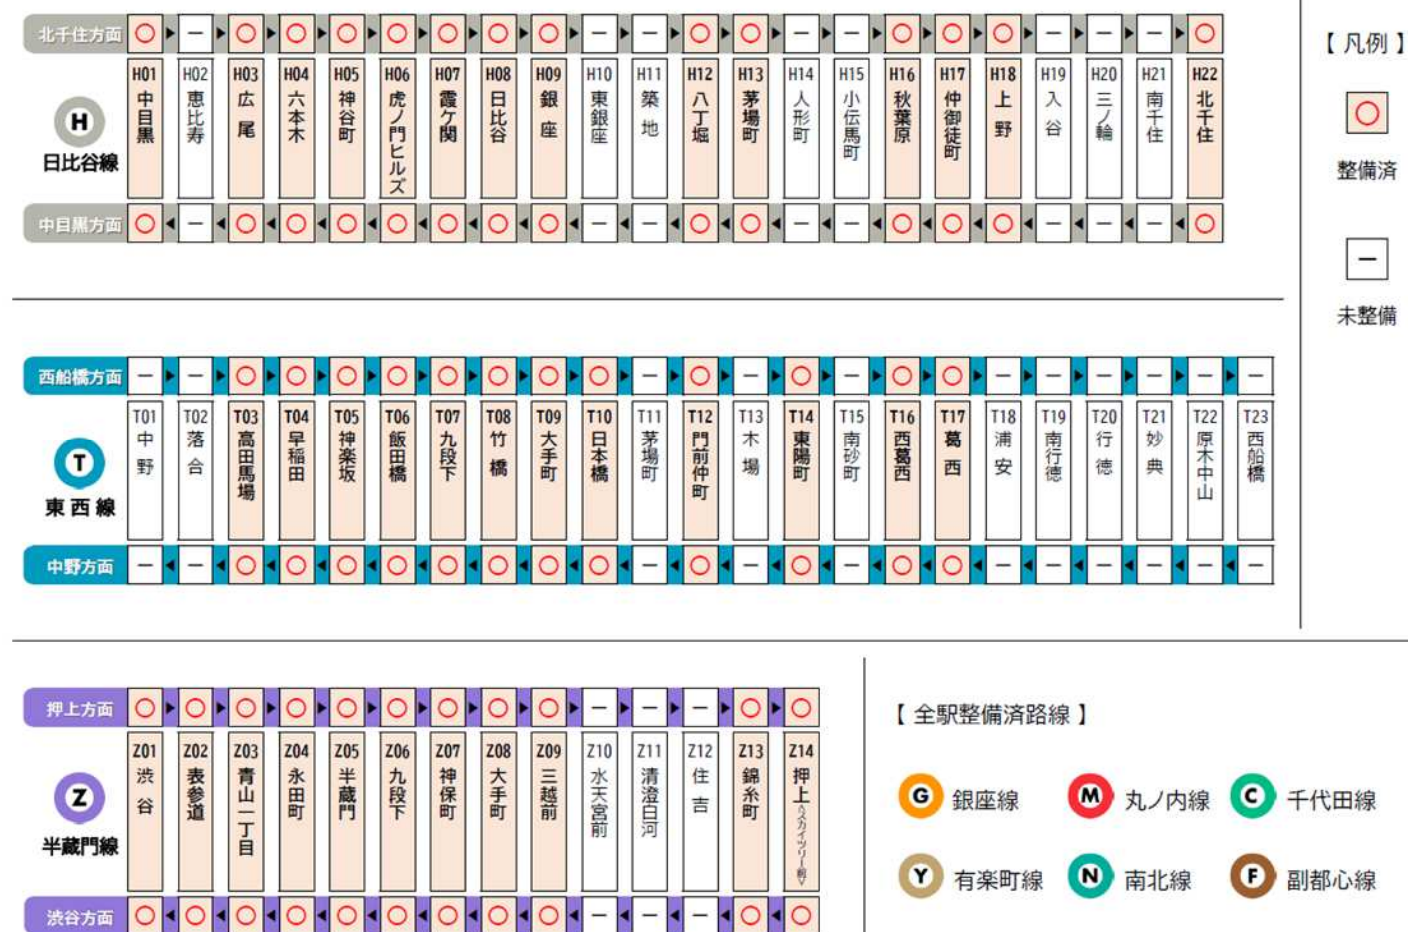 北千住方面 ○ － ○ ○ ○ ○ ○ ○ ○ － － ○ ○ － － ○ ○ ○ － － － ○
H01 中目黒
H02 恵比寿
H03 広尾
H04 六本木
H05 神谷町
H06 虎ノ門ヒルズ
H07 霞ケ関
H08 日比谷
H09 銀座
H10 東銀座
H11 築地
H12 八丁堀
H13 茅場町
H14 人形町
H15 小伝馬町
H16 秋葉原
H17 仲御徒町
H18 上野
H19 入谷
H20 三ノ輪
H21 南千住
H22 北千住
H
日比谷線
中目黒方面 ○ － ○ ○ ○ ○ ○ ○ ○ － － ○ ○ － － ○ ○ ○ － － － ○
【 凡例 】
○
整備済
－
未整備
西船橋方面 － － ○ ○ ○ ○ ○ ○ ○ ○ － ○ － ○ － ○ ○ － － － － － －
T01 中野
T02 落合
T03 高田馬場
T04 早稲田
T05 神楽坂
T06 飯田橋
T07 九段下
T08 竹橋
T09 大手町
T10 日本橋
T11 茅場町
T12 門前仲町
T13 木場
T14 東陽町
T15 南砂町
T16 西葛西
T17 葛西
T18 浦安
T19 南行徳
T20 行徳
T21 妙典
T22 原木中山
T23 西船橋
T
東西線
中野方面 － － ○ ○ ○ ○ ○ ○ ○ ○ － ○ － ○ － ○ ○ － － － － － －
押上方面 ○ ○ ○ ○ ○ ○ ○ ○ ○ － － － ○ ○
Z01 渋谷
Z02 表参道
Z03 青山一丁目
Z04 永田町
Z05 半蔵門
Z06 九段下
Z07 神保町
Z08 大手町
Z09 三越前
Z10 水天宮前
Z11 清澄白河
Z12 住吉
Z13 錦糸町
Z14 押上〈スカイツリー前〉
Z
半蔵門線
渋谷方面 ○ ○ ○ ○ ○ ○ ○ ○ ○ － － － ○ ○
【 全駅整備済路線 】
G 銀座線 M 丸ノ内線 C 千代田線
Y 有楽町線 N 南北線 F 副都心線